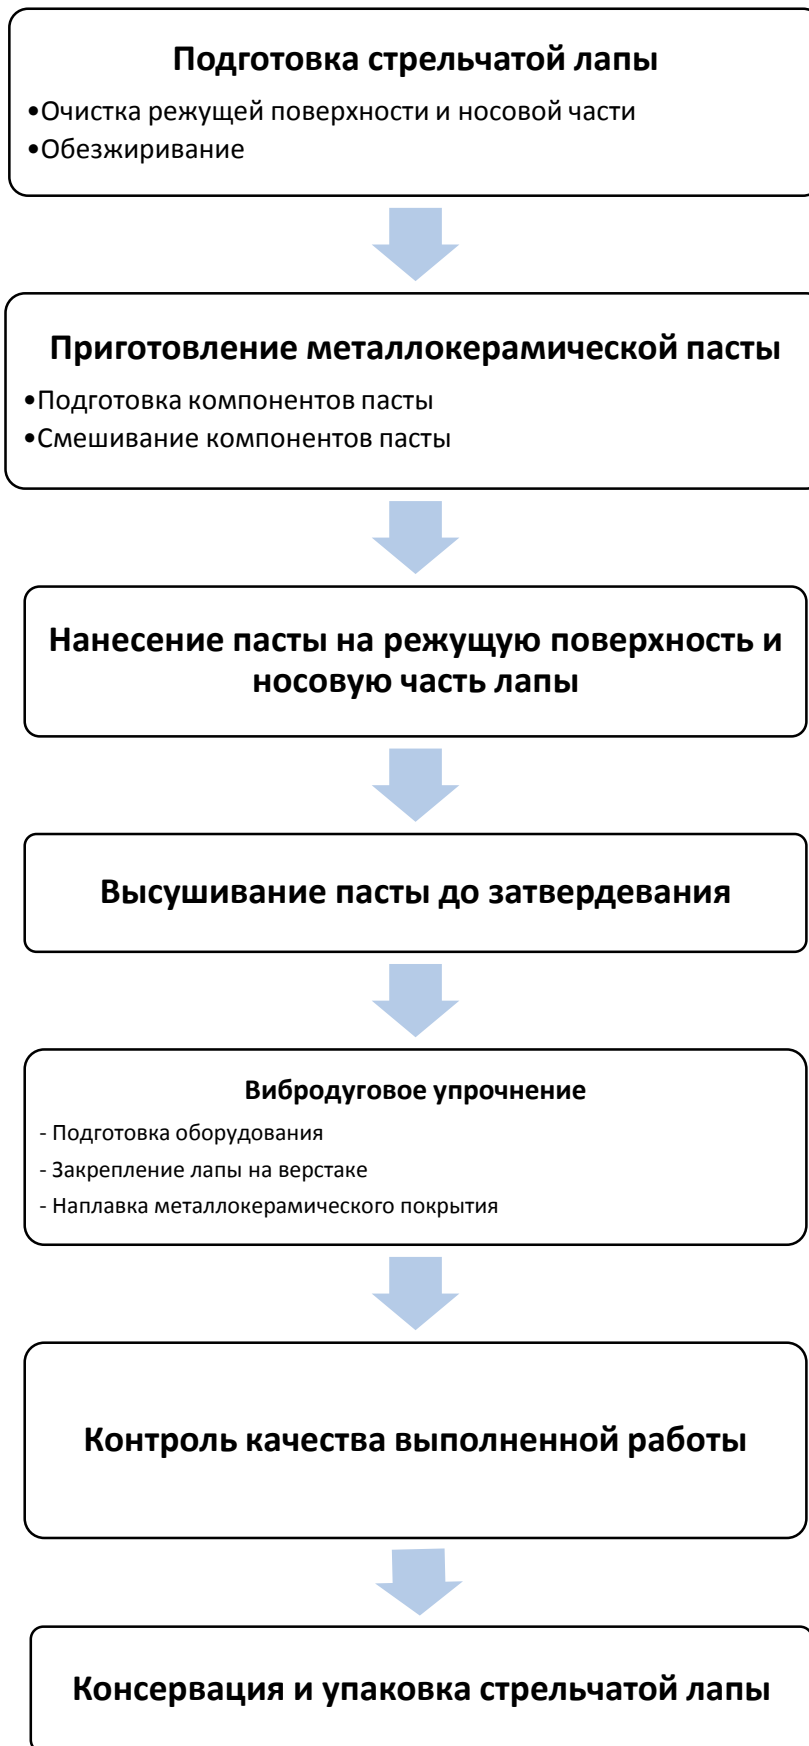 Подготовка стрельчатой лапы
•Очистка режущей поверхности и носовой части
•Обезжиривание
Приготовление металлокерамической пасты
•Подготовка компонентов пасты
•Смешивание компонентов пасты
Нанесение пасты на режущую поверхность и
носовую часть лапы
Высушивание пасты до затвердевания
Вибродуговое упрочнение
- Подготовка оборудования
- Закрепление лапы на верстаке
- Наплавка металлокерамического покрытия
Контроль качества выполненной работы
Консервация и упаковка стрельчатой лапы